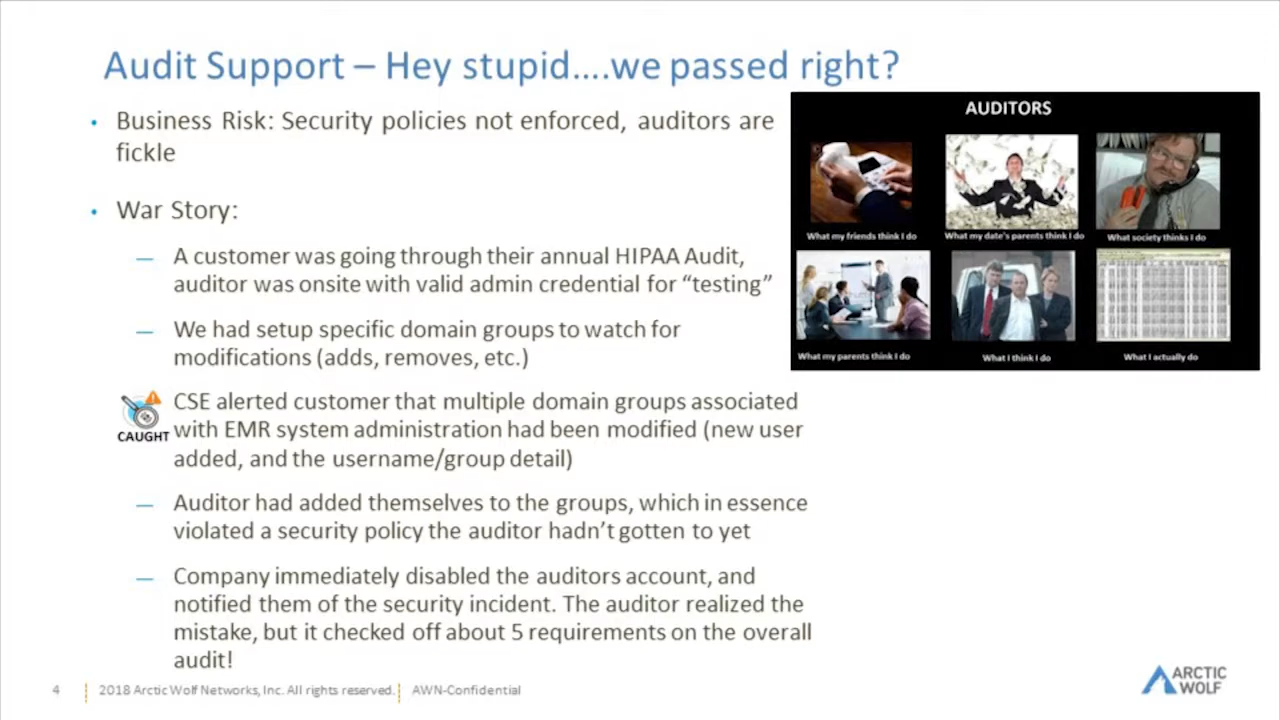 Audit Support – Hey stupid....we passed right?
• Business Risk: Security policies not enforced, auditors are
fickle
• War Story:
— A customer was going through their annual HIPAA Audit,
auditor was onsite with valid admin credential for “testing”
— We had setup specific domain groups to watch for
modifications (adds, removes, etc.)
CAUGHT
CSE alerted customer that multiple domain groups associated
with EMR system administration had been modified (new user
added, and the username/group detail)
— Auditor had added themselves to the groups, which in essence
violated a security policy the auditor hadn’t gotten to yet
— Company immediately disabled the auditors account, and
notified them of the security incident. The auditor realized the
mistake, but it checked off about 5 requirements on the overall
audit!
AUDITORS
What my friends think I do
What my date's parents think I do
What society thinks I do
What my parents think I do
What I think I do
What I actually do
4
2018 Arctic Wolf Networks, Inc. All rights reserved.
AWN-Confidential
ARCTIC
WOLF